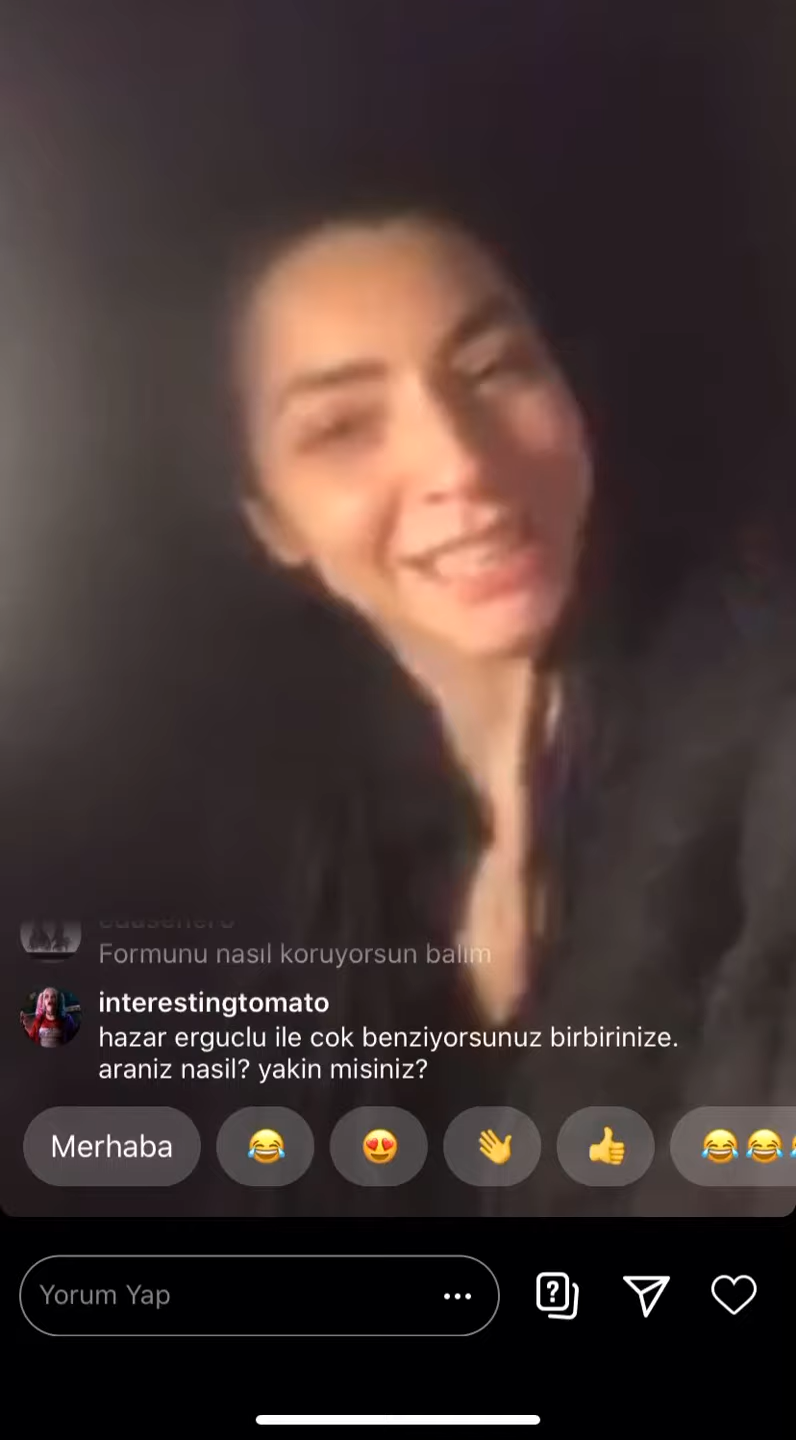 Formunu nasıl koruyorsun balım
interestingtomato
hazar erguclu ile cok benziyorsunuz birbirinize.
araniz nasil? yakin misiniz?
Merhaba
Yorum Yap